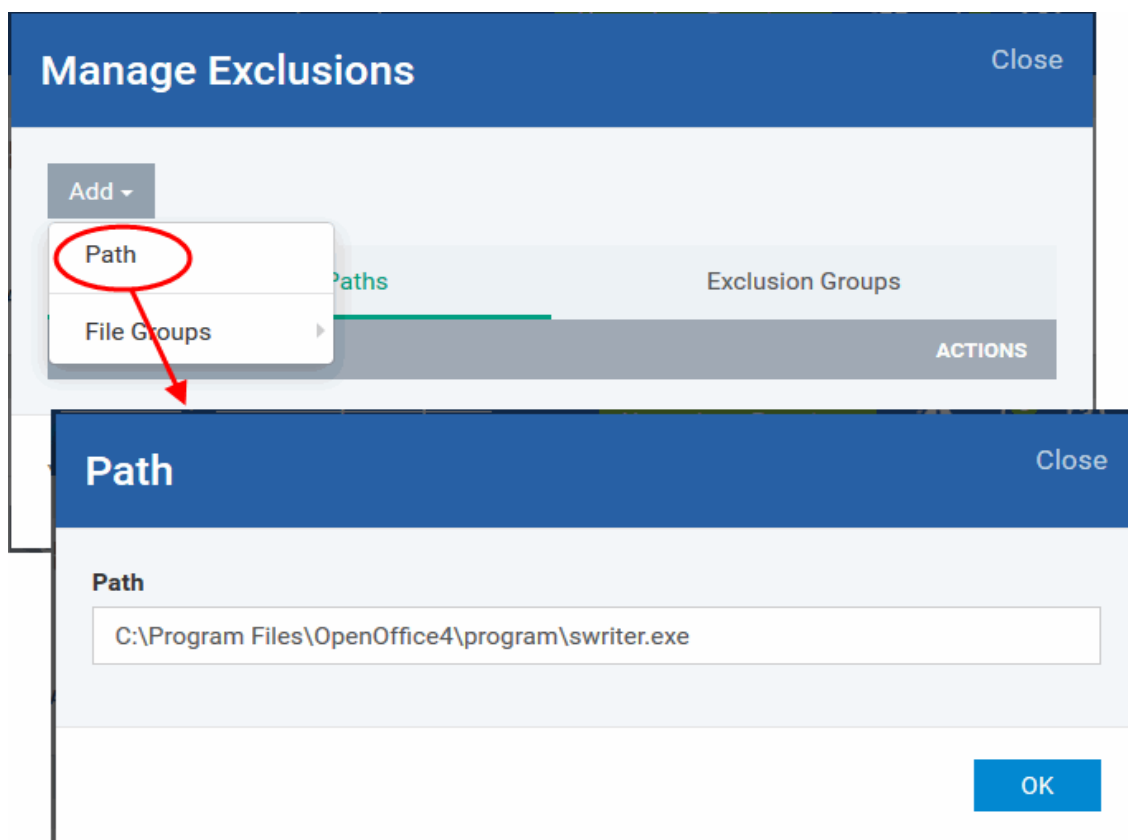 Manage Exclusions
Close
Add
Path
Paths
Exclusion Groups
File Groups
ACTIONS
Path
Close
Path
C:\Program Files\OpenOffice4\program\swriter.exe
OK